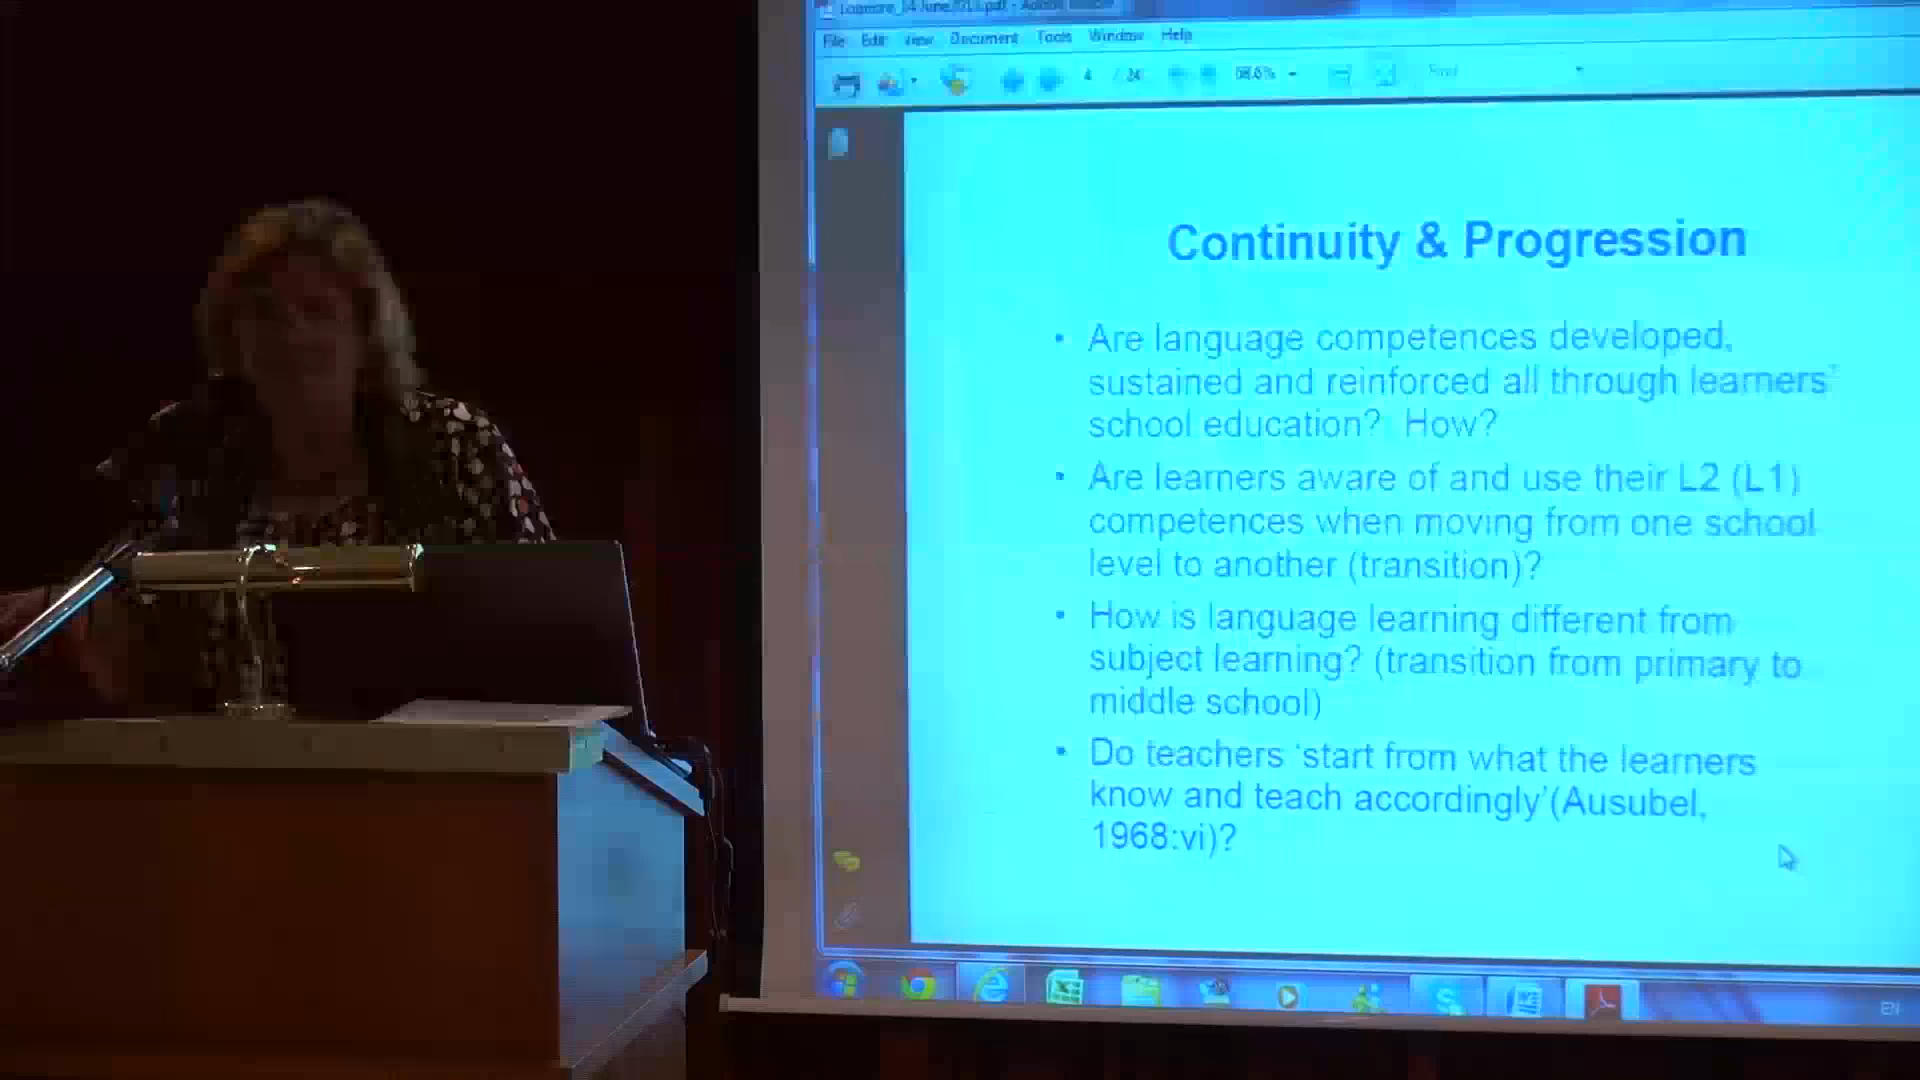 File Edit View Document Tools Window Help
4 / 24
Continuity & Progression
• Are language competences developed,
sustained and reinforced all through learners'
school education? How?
• Are learners aware of and use their L2 (L1)
competences when moving from one school
level to another (transition)?
• How is language learning different from
subject learning? (transition from primary to
middle school)
• Do teachers 'start from what the learners
know and teach accordingly'(Ausubel,
1968:vi)?
EN